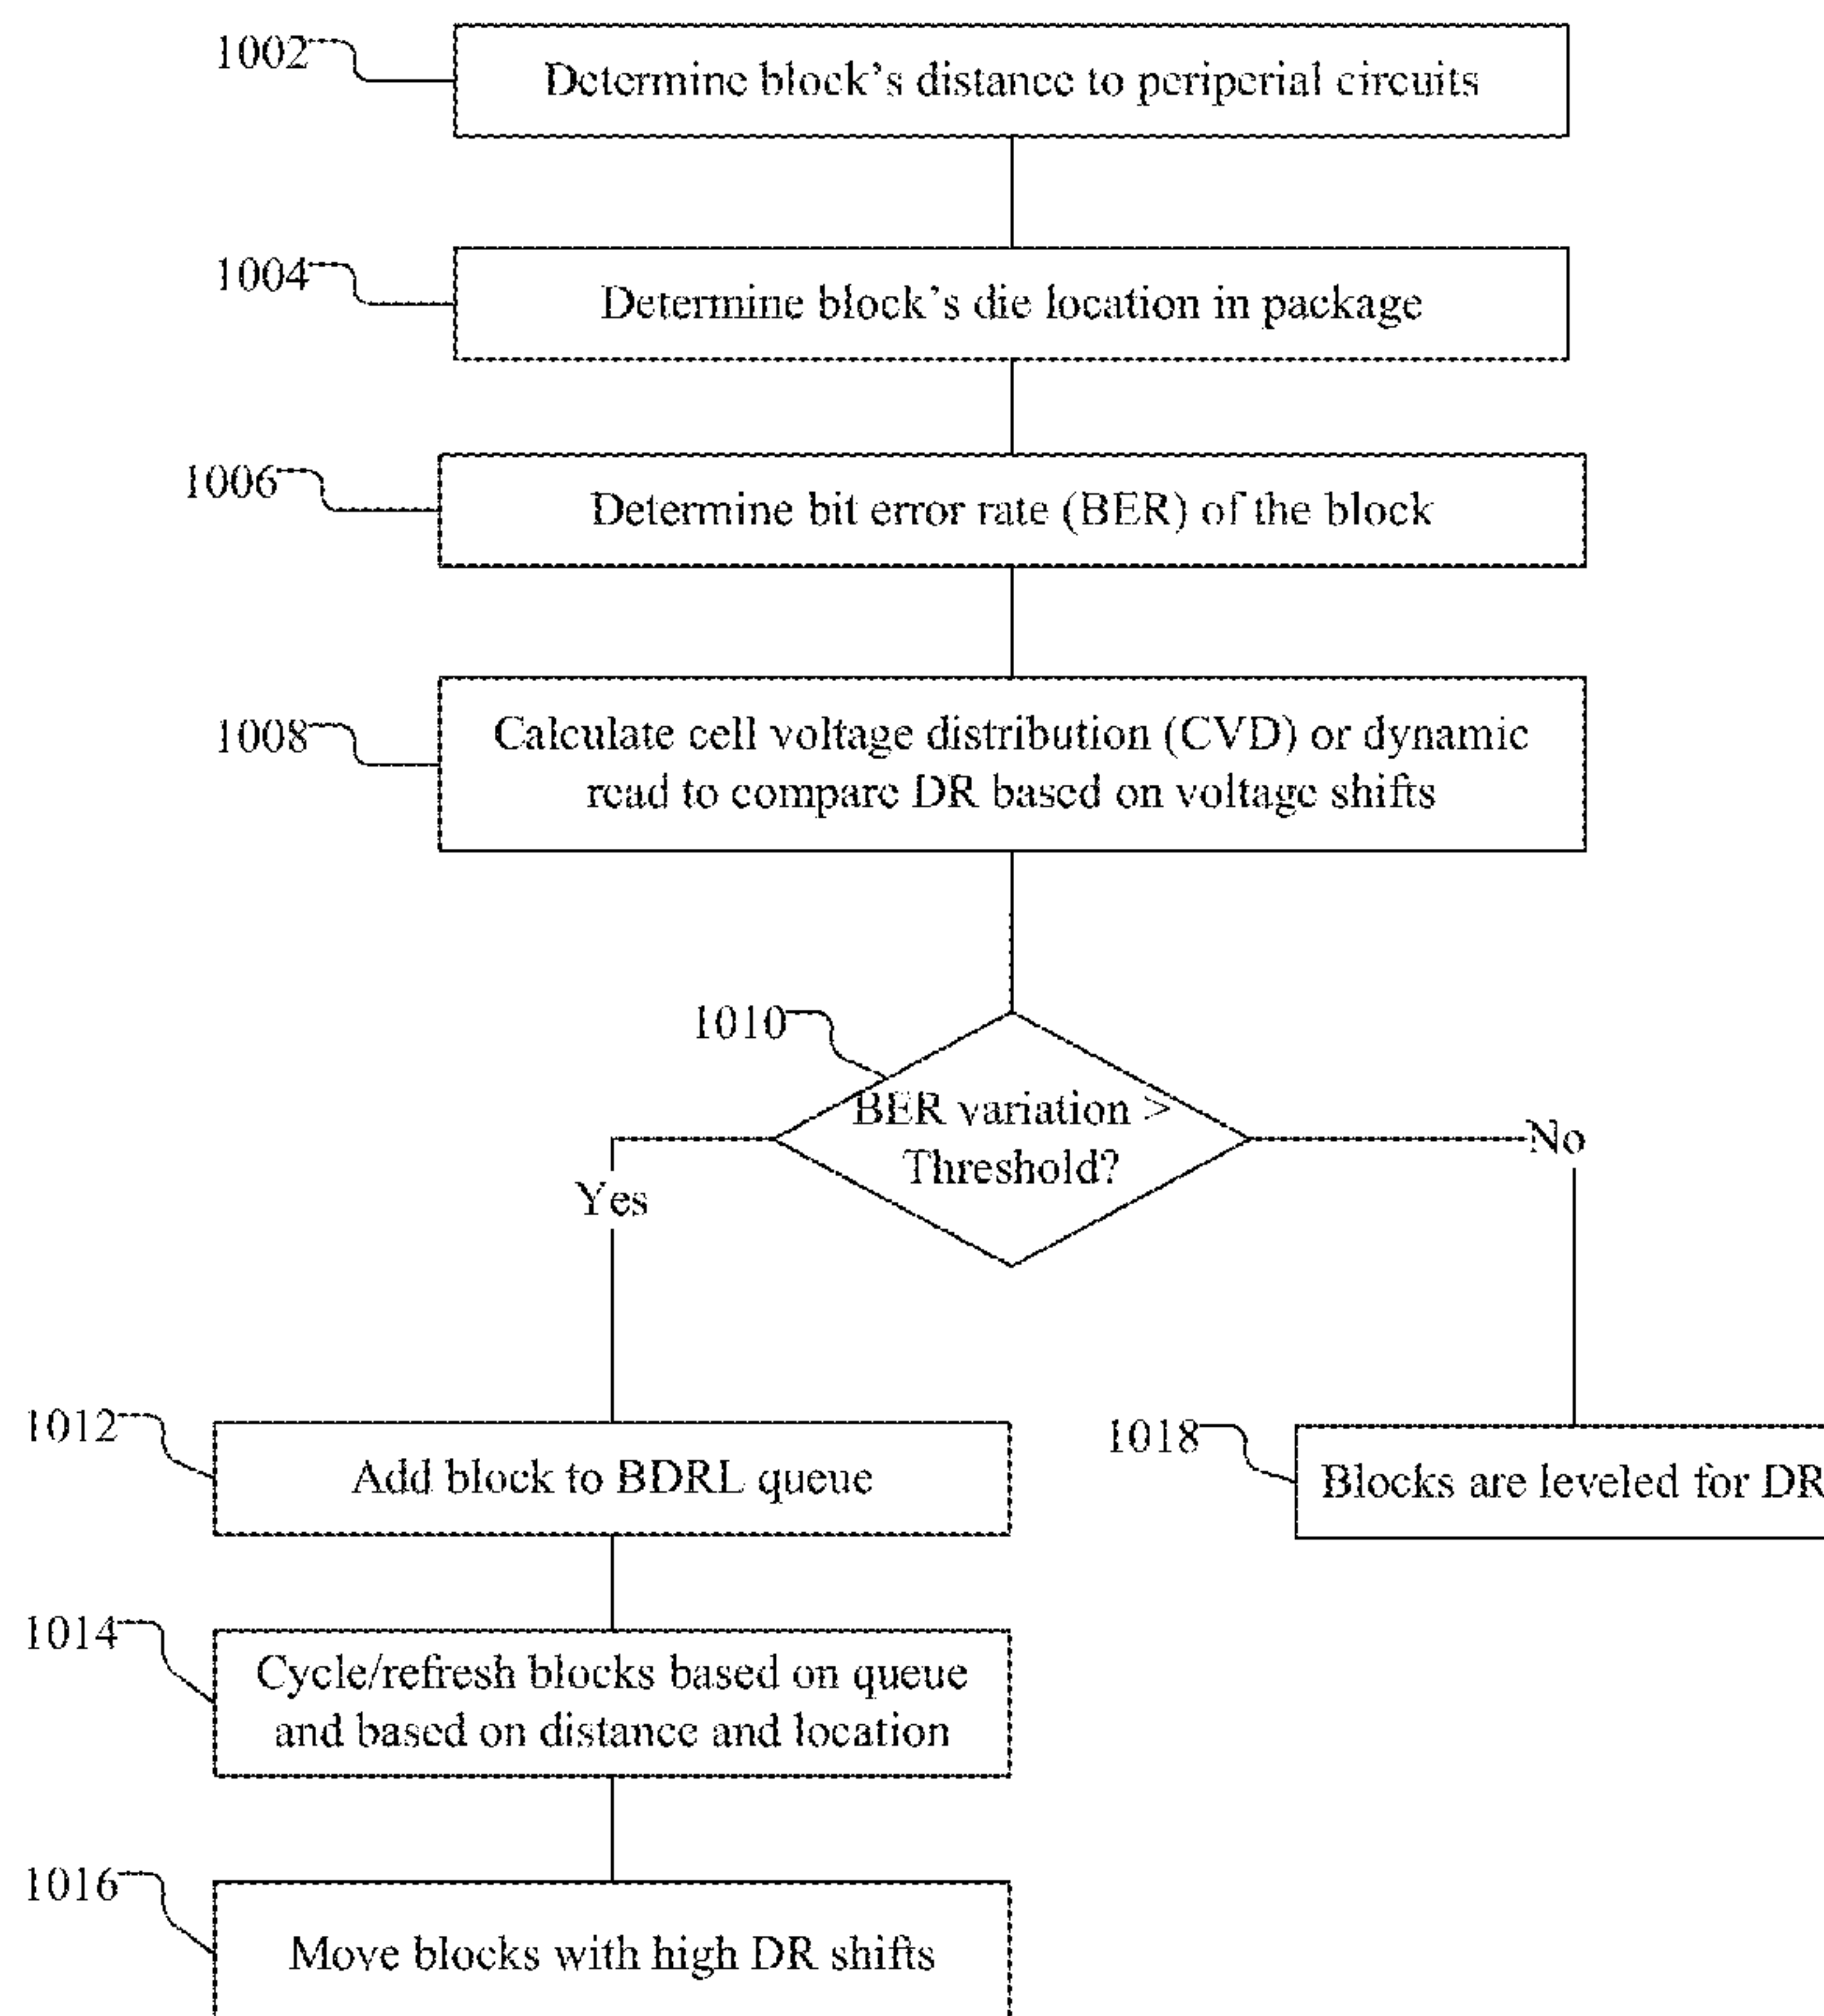 1002
Determine block's distance to periperial circuits
1004
Determine block's die location in package
1006
Determine bit error rate (BER) of the block
1008
Calculate cell voltage distribution (CVD) or dynamic
read to compare DR based on voltage shifts
1010
BER variation >
Threshold?
Yes
No
1012
Add block to BDRL queue
1018
Blocks are leveled for DR
1014
Cycle/refresh blocks based on queue
and based on distance and location
1016
Move blocks with high DR shifts